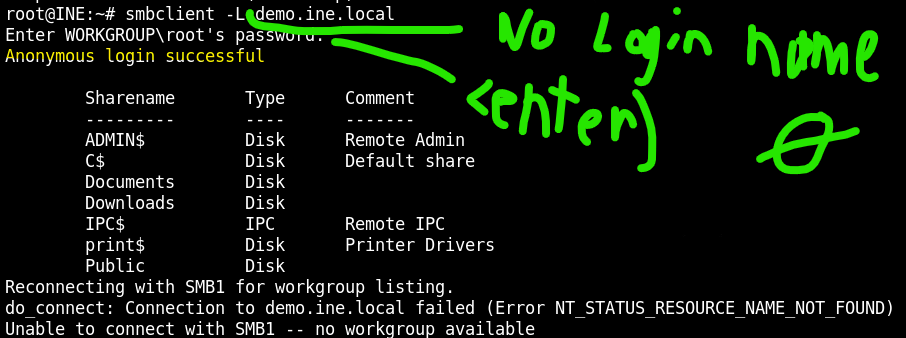 root@INE:~# smbclient -L demo.ine.local
Enter WORKGROUP\root's password:
Anonymous login successful
No Login name
<enter)
Sharename Type Comment
--------- ---- -------
ADMIN$ Disk Remote Admin
C$ Disk Default share
Documents Disk
Downloads Disk
IPC$ IPC Remote IPC
print$ Disk Printer Drivers
Public Disk
Reconnecting with SMB1 for workgroup listing.
do_connect: Connection to demo.ine.local failed (Error NT_STATUS_RESOURCE_NAME_NOT_FOUND)
Unable to connect with SMB1 -- no workgroup available